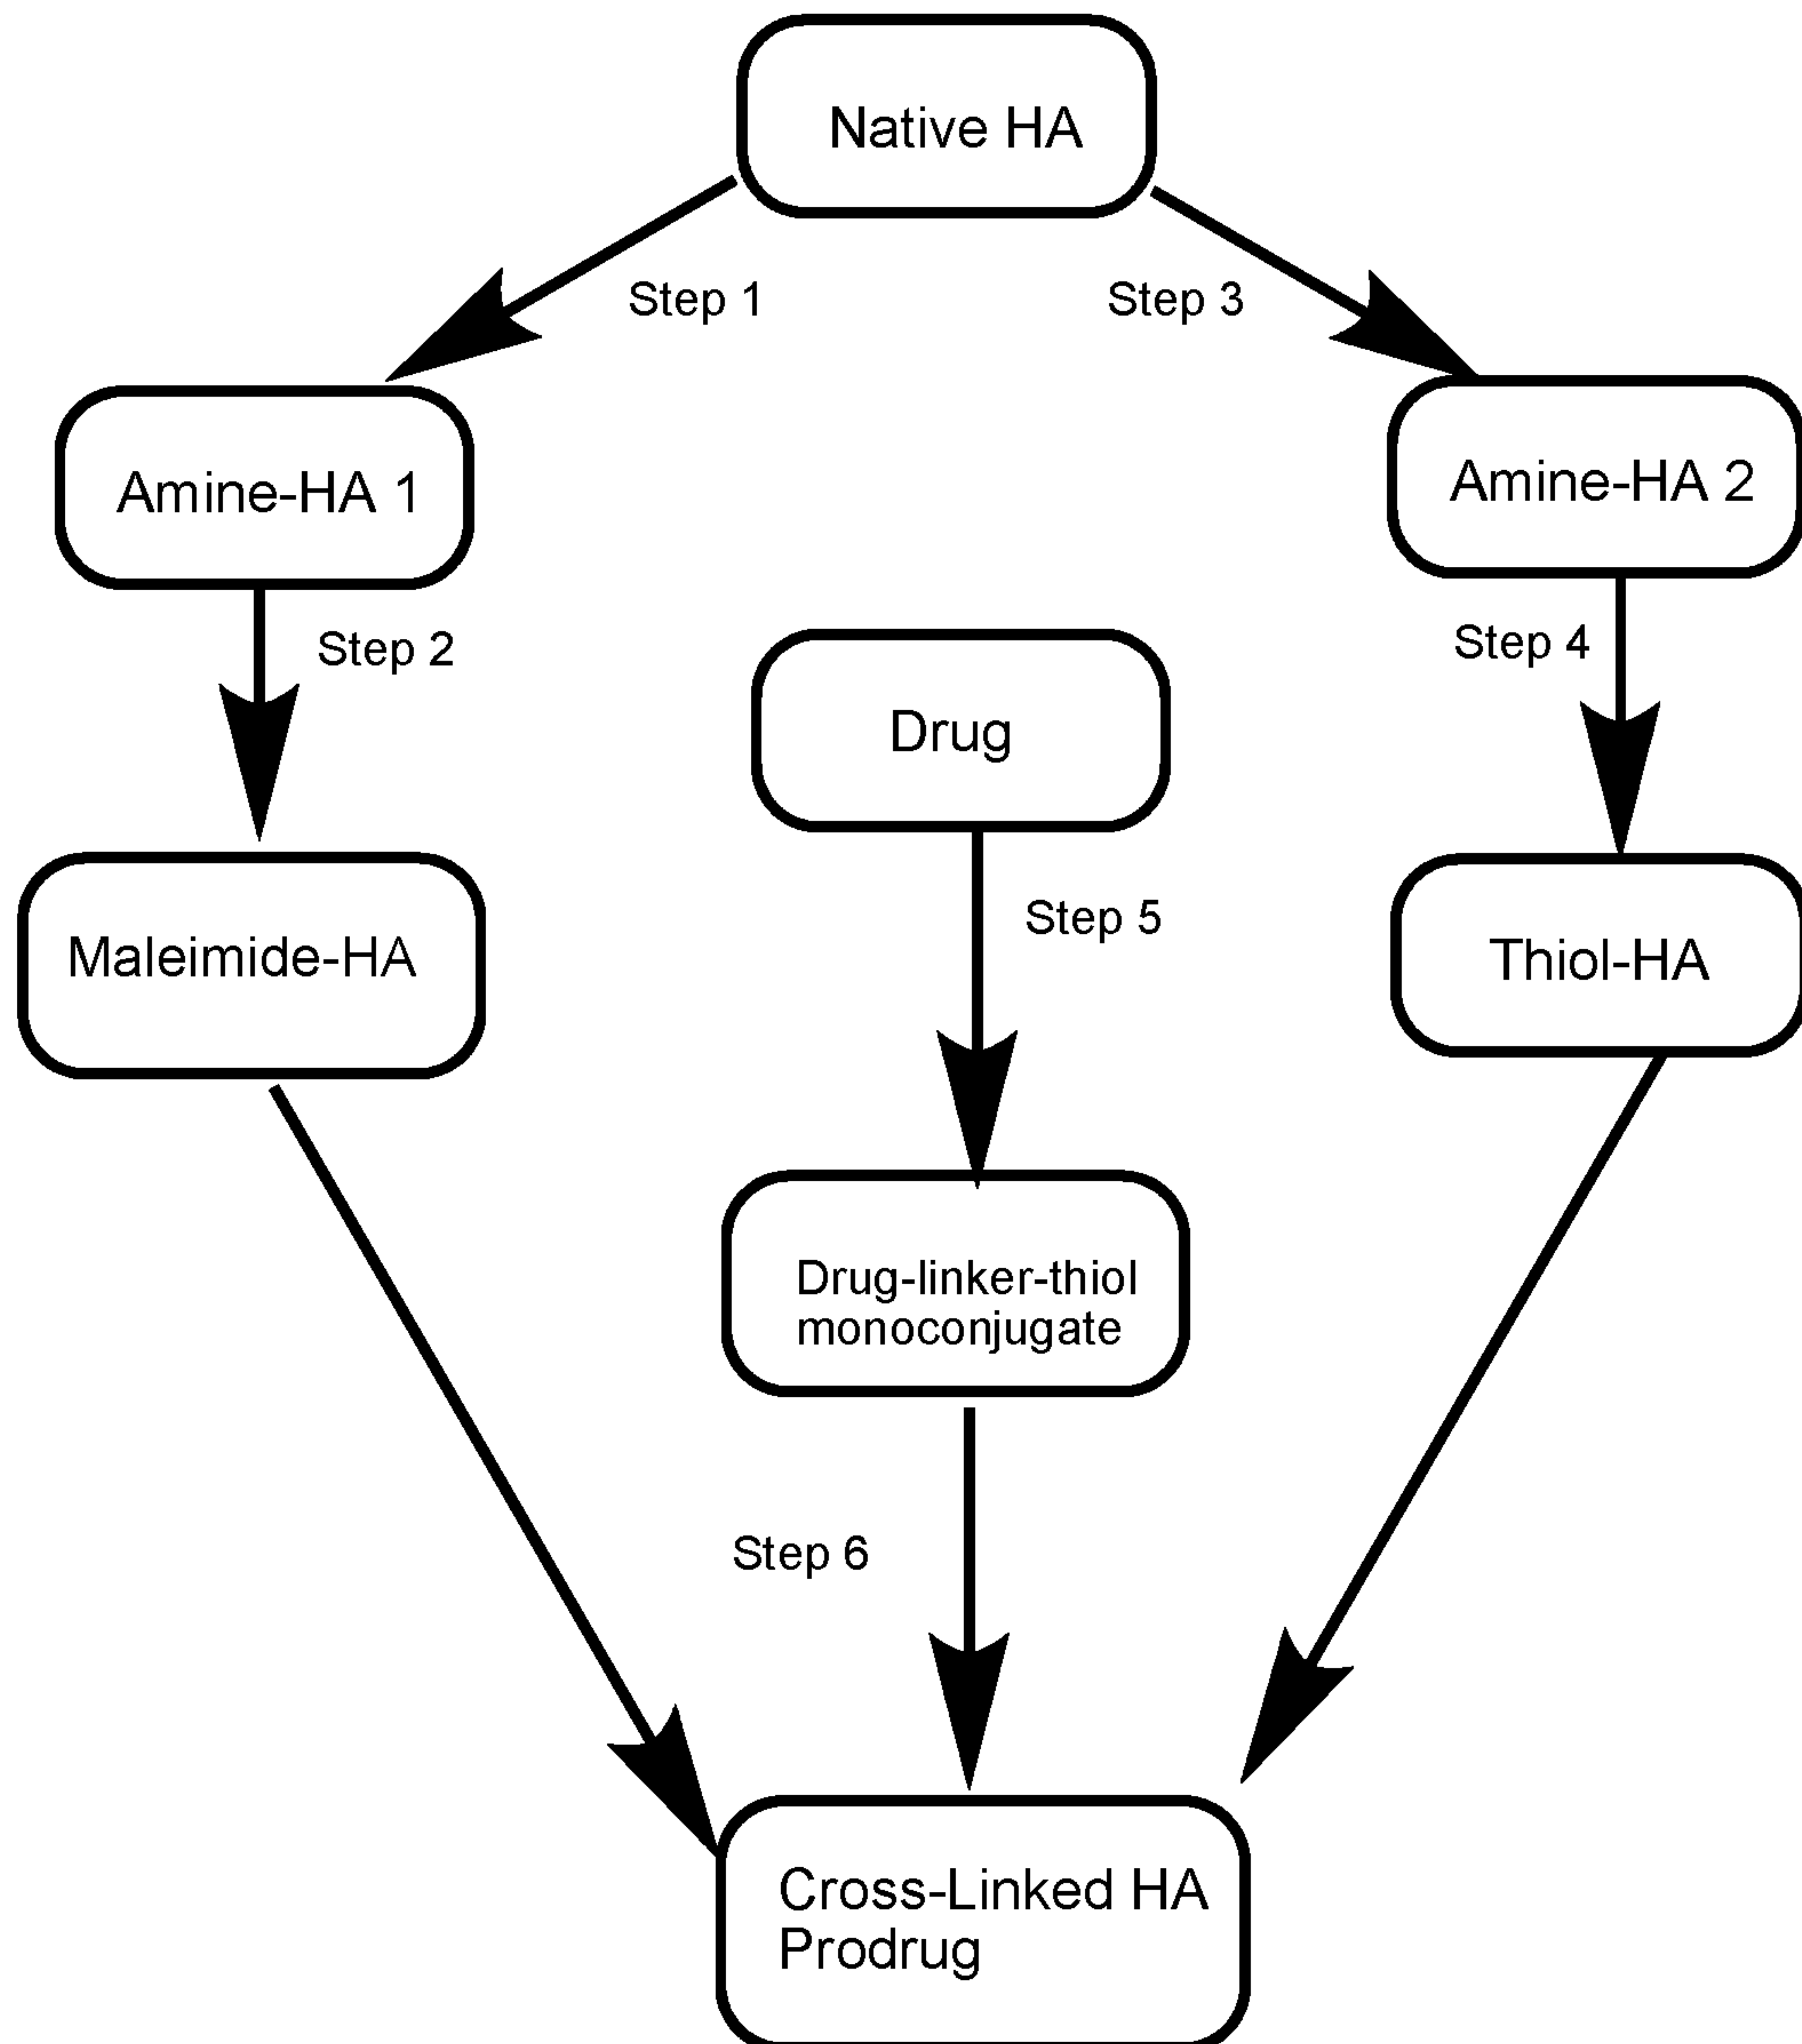 Native HA
Step 1
Step 3
Amine-HA 1
Amine-HA 2
Step 2
Step 4
Drug
Step 5
Maleimide-HA
Thiol-HA
Drug-linker-thiol
monoconjugate
Step 6
Cross-Linked HA
Prodrug